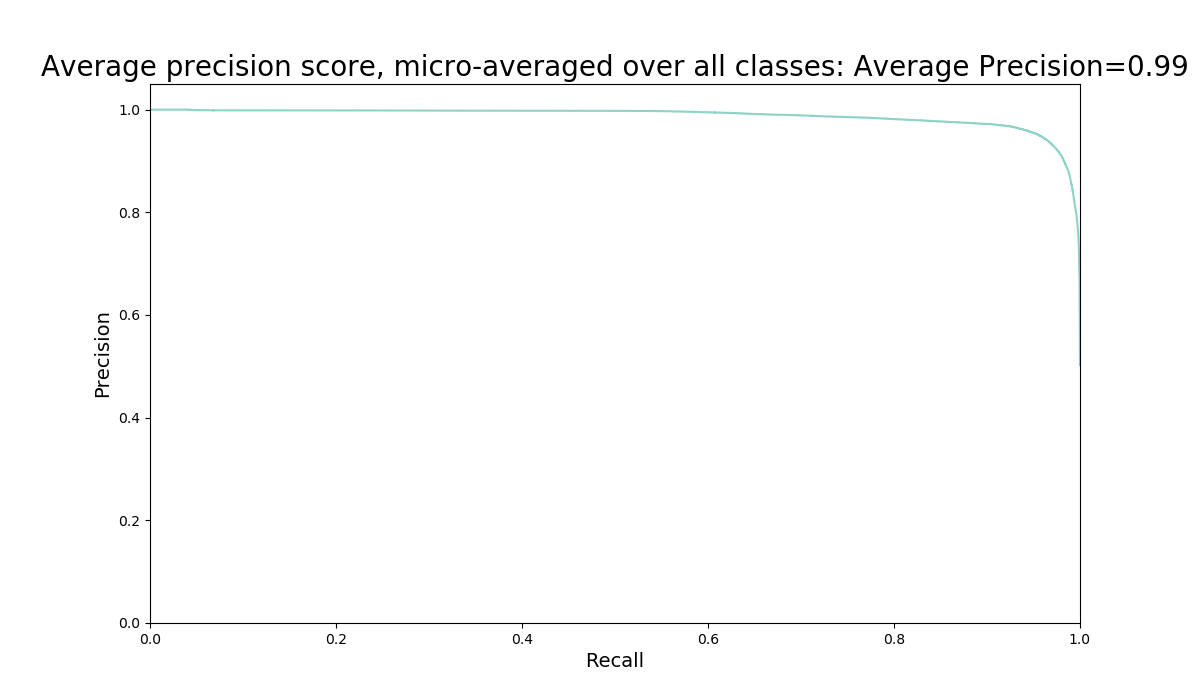 Average precision score, micro-averaged over all classes: Average Precision=0.99
1.0
0.8
0.6
0.4
0.2
0.0
Precision
0.0 0.2 0.4 0.6 0.8 1.0
Recall